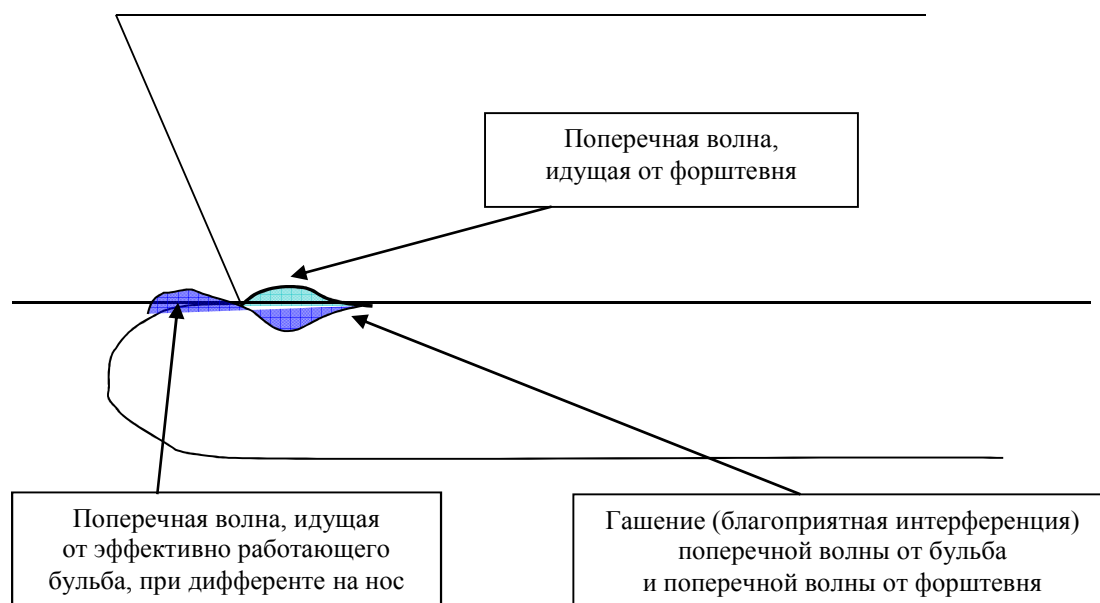 Поперечная волна,
идущая от форштевня
Поперечная волна, идущая
от эффективно работающего
бульба, при дифференте на нос
Гашение (благоприятная интерференция)
поперечной волны от бульба
и поперечной волны от форштевня